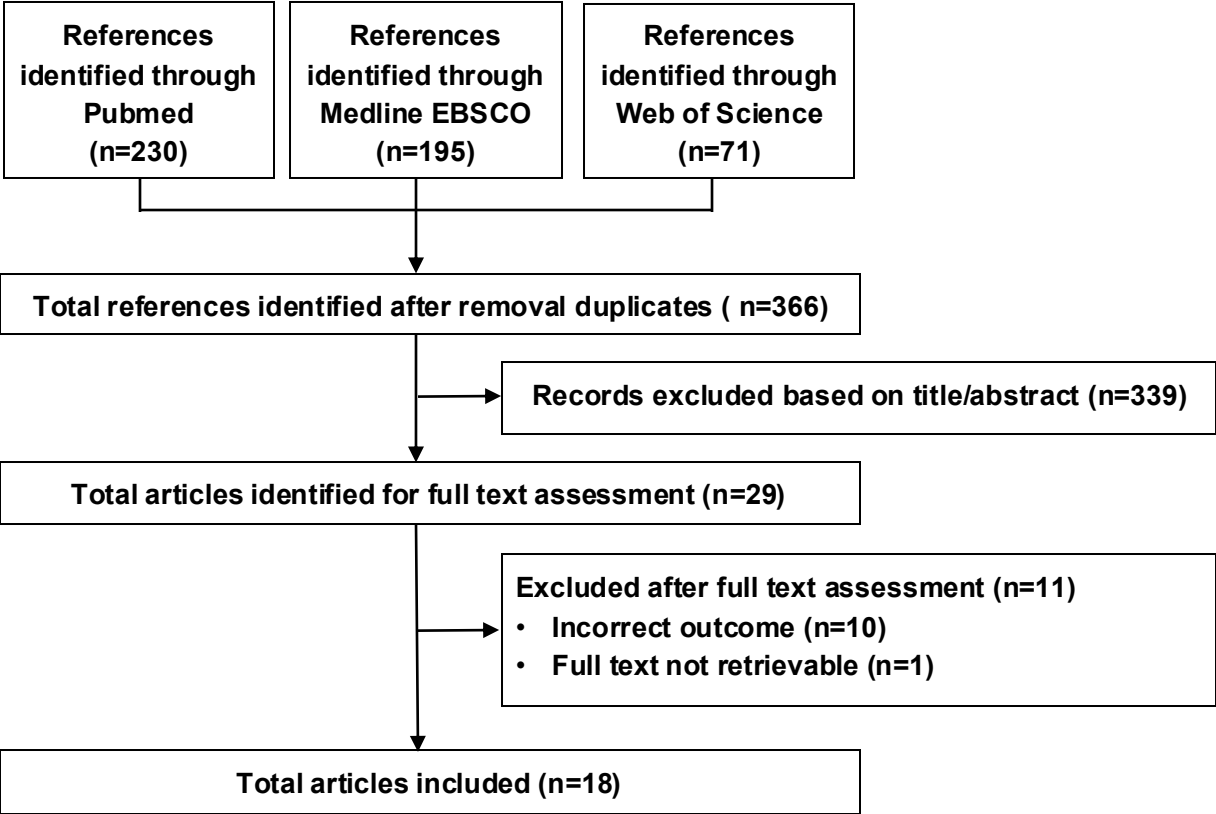 References
identified through
Pubmed
(n=230)
References
identified through
Medline EBSCO
(n=195)
References
identified through
Web of Science
(n=71)
Total references identified after removal duplicates ( n=366)
Records excluded based on title/abstract (n=339)
Total articles identified for full text assessment (n=29)
Excluded after full text assessment (n=11)
• Incorrect outcome (n=10)
• Full text not retrievable (n=1)
Total articles included (n=18)